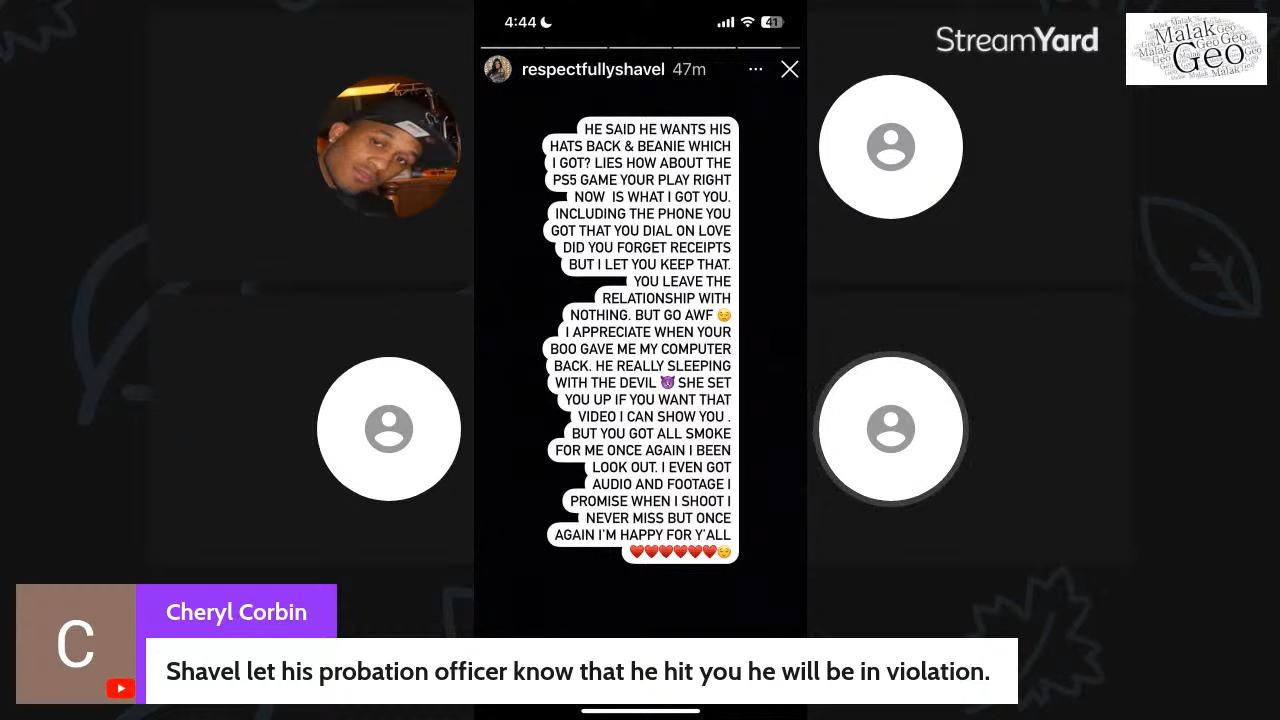 4:44
41
StreamYard
Malak
Geo
respectfullyshavel 47m
HE SAID HE WANTS HIS
HATS BACK & BEANIE WHICH
I GOT? LIES HOW ABOUT THE
PS5 GAME YOUR PLAY RIGHT
NOW IS WHAT I GOT YOU.
INCLUDING THE PHONE YOU
GOT THAT YOU DIAL ON LOVE
DID YOU FORGET RECEIPTS
BUT I LET YOU KEEP THAT.
YOU LEAVE THE
RELATIONSHIP WITH
NOTHING. BUT GO AWF 😏
I APPRECIATE WHEN YOUR
BOO GAVE ME MY COMPUTER
BACK. HE REALLY SLEEPING
WITH THE DEVIL 😈 SHE SET
YOU UP IF YOU WANT THAT
VIDEO I CAN SHOW YOU .
BUT YOU GOT ALL SMOKE
FOR ME ONCE AGAIN I BEEN
LOOK OUT. I EVEN GOT
AUDIO AND FOOTAGE I
PROMISE WHEN I SHOOT I
NEVER MISS BUT ONCE
AGAIN I'M HAPPY FOR Y'ALL
❤️❤️❤️❤️❤️❤️😌
C
Cheryl Corbin
Shavel let his probation officer know that he hit you he will be in violation.